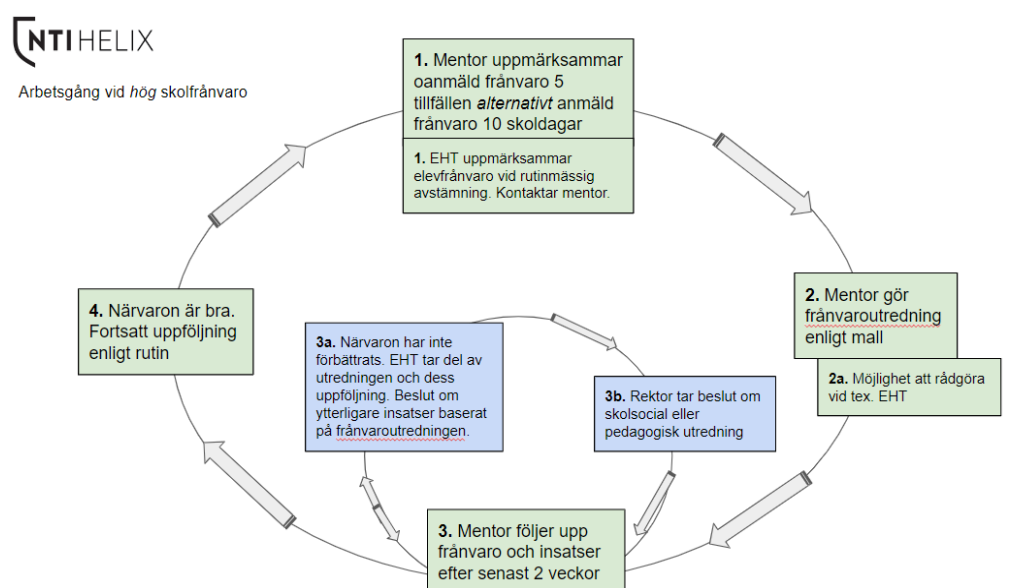 NTI HELIX
Arbetsgång vid hög skolfrånvaro
1. Mentor uppmärksammar
oanmäld frånvaro 5
tillfällen alternativt anmäld
frånvaro 10 skoldagar
1. EHT uppmärksammar
elevfrånvaro vid rutinmässig
avstämning. Kontaktar mentor.
2. Mentor gör
frånvaroutredning
enligt mall
2a. Möjlighet att rådgöra
vid tex. EHT
3. Mentor följer upp
frånvaro och insatser
efter senast 2 veckor
3a. Närvaron har inte
förbättrats. EHT tar del av
utredningen och dess
uppföljning. Beslut om
ytterligare insatser baserat
på frånvaroutredningen.
3b. Rektor tar beslut om
skolsocial eller
pedagogisk utredning
4. Närvaron är bra.
Fortsatt uppföljning
enligt rutin